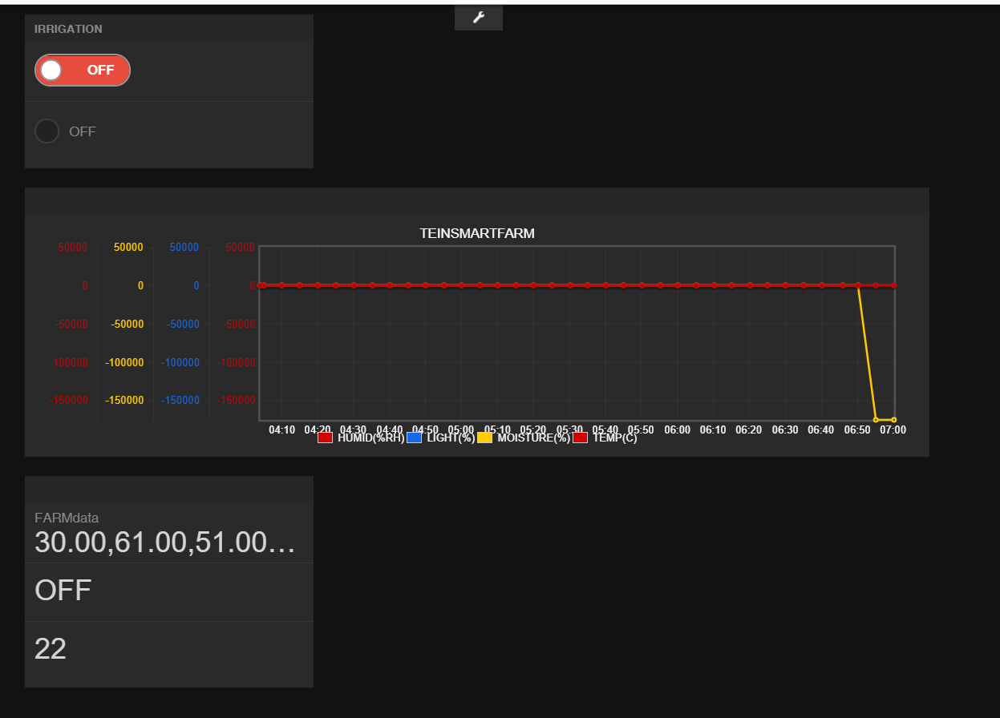 IRRIGATION
OFF
OFF
TEINSMARTFARM
50000 50000 50000 50000
0 0 0 0
-50000 -50000 -50000 -50000
-100000 -100000 -100000 -100000
-150000 -150000 -150000 -150000
04:10 04:20 04:30 04:40 04:50 05:00 05:10 05:20 05:30 05:40 05:50 06:00 06:10 06:20 06:30 06:40 06:50 07:00
HUMID(%RH) LIGHT(%) MOISTURE(%) TEMP(C)
FARMdata
30.00,61.00,51.00...
OFF
22